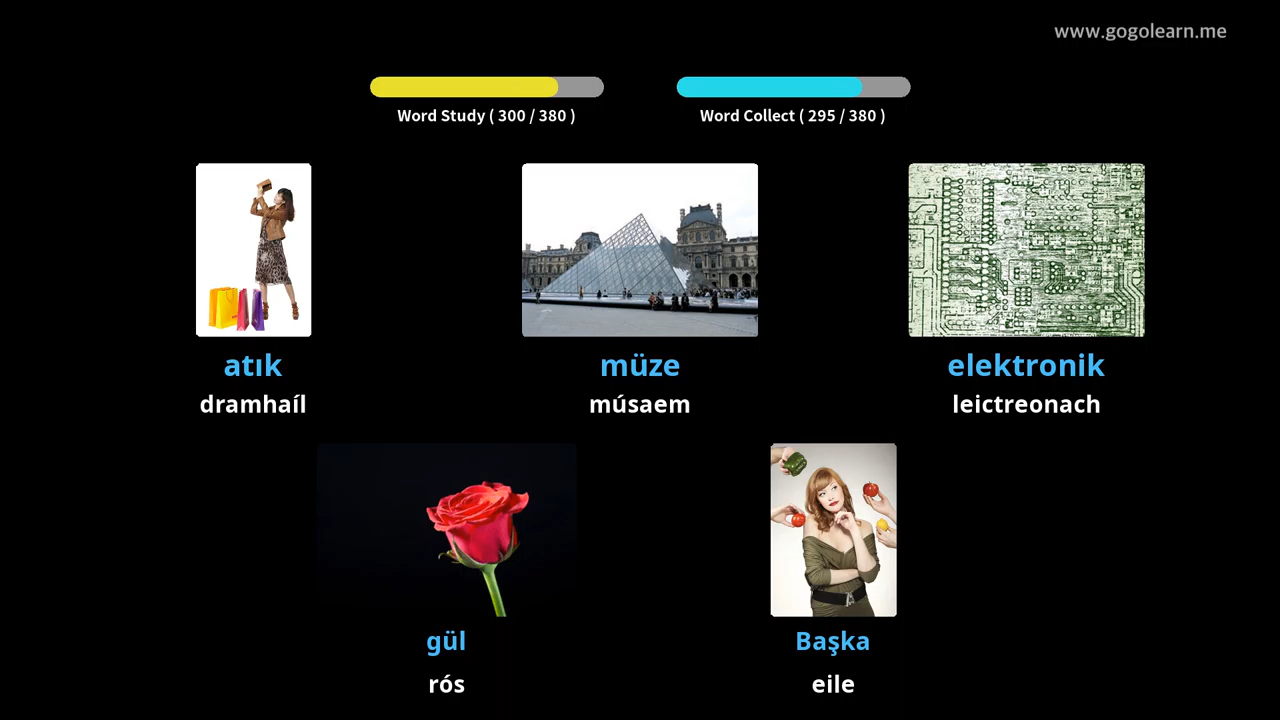 www.gogolearn.me
Word Study ( 300 / 380 )
Word Collect ( 295 / 380 )
atık
müze
elektronik
dramhaíl
músaem
leictreonach
gül
Başka
rós
eile